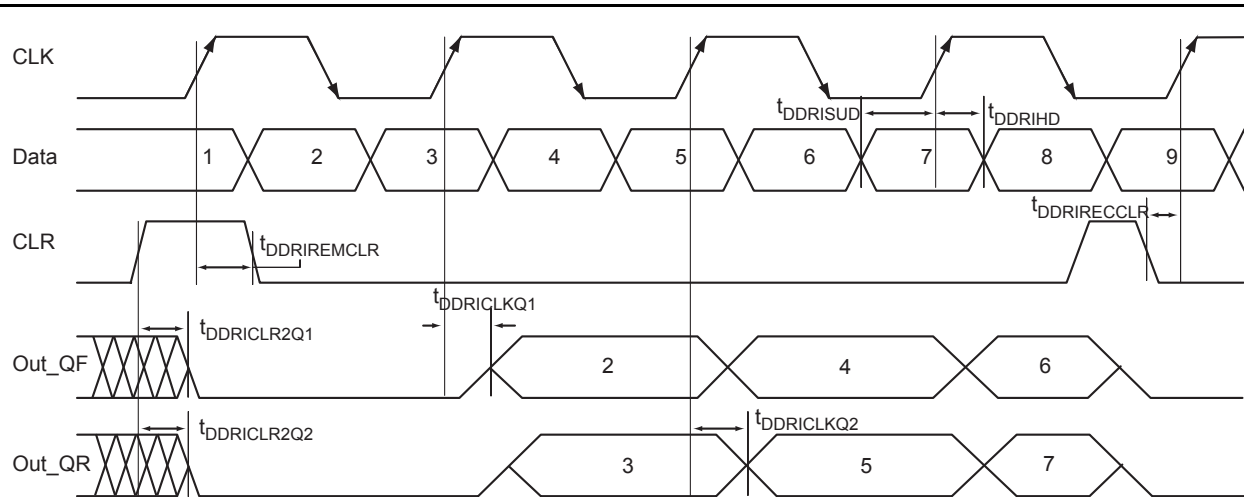 CLK
tDDRISUD tDDRIHD
Data 1 2 3 4 5 6 7 8 9
tDDRIRECCLR
CLR
tDDRIREMCLR
tDDRICLKQ1
tDDRICLR2Q1
Out_QF 2 4 6
tDDRICLR2Q2 tDDRICLKQ2
Out_QR 3 5 7